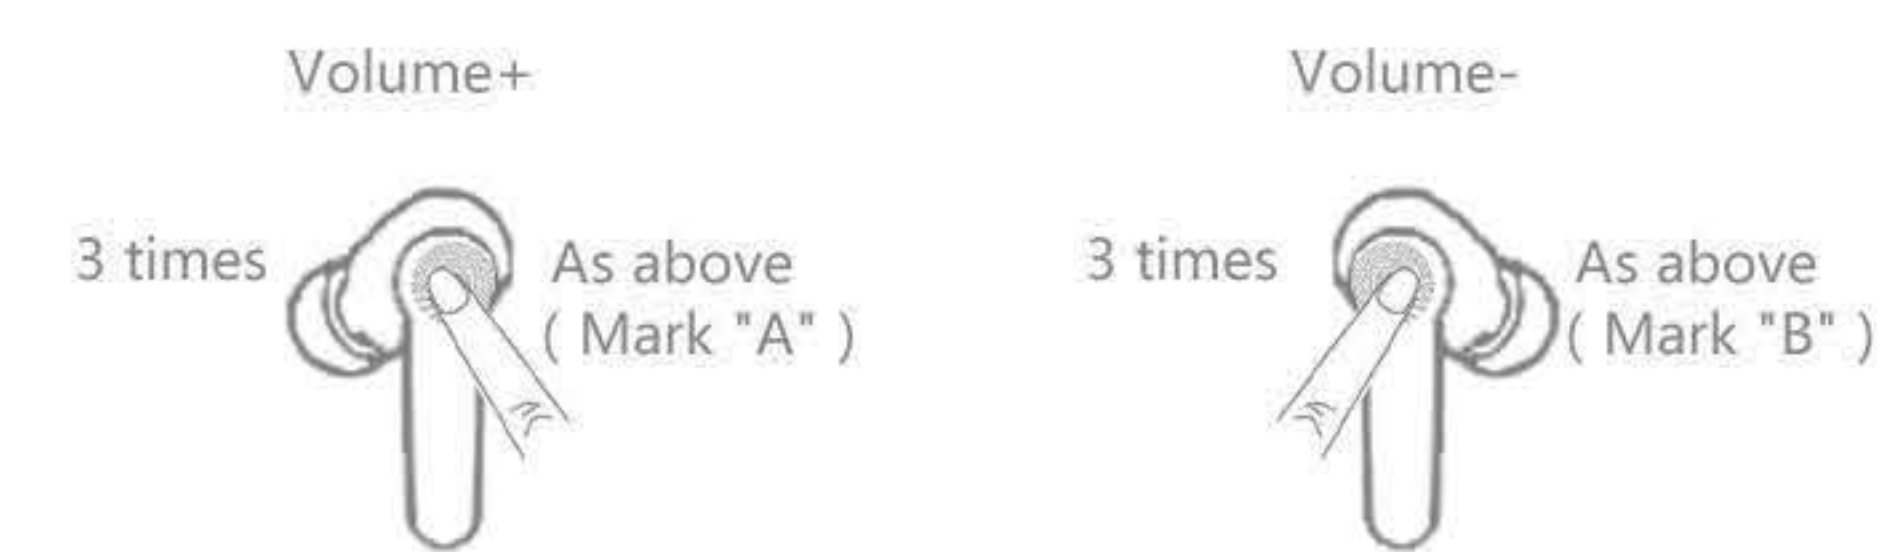 Volume+
Volume-
3 times
As above
( Mark "A" )
3 times
As above
( Mark "B" )